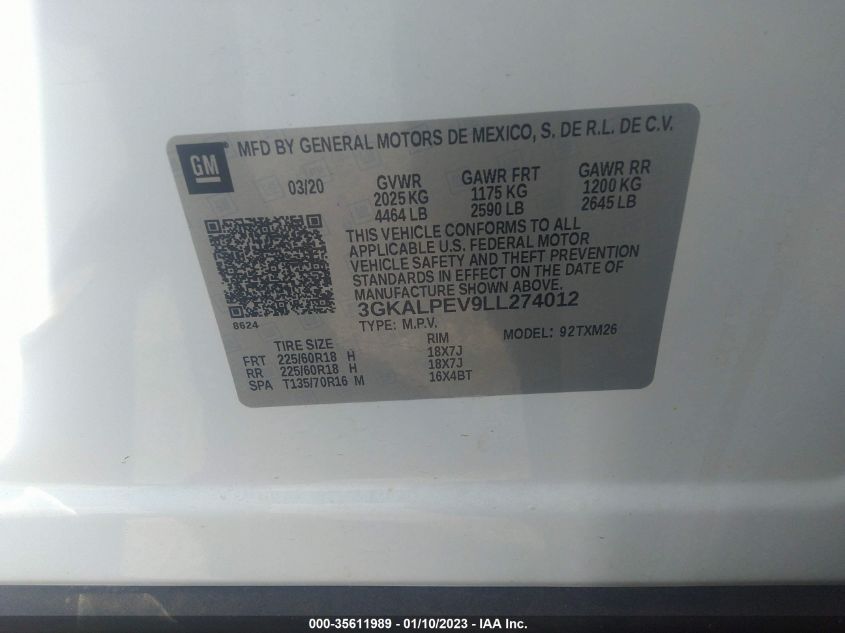 GM
MFD BY GENERAL MOTORS DE MEXICO, S. DE R.L. DE C.V.
03/20 GVWR GAWR FRT GAWR RR
2025 KG 1175 KG 1200 KG
4464 LB 2590 LB 2645 LB
THIS VEHICLE CONFORMS TO ALL
APPLICABLE U.S. FEDERAL MOTOR
VEHICLE SAFETY AND THEFT PREVENTION
STANDARDS IN EFFECT ON THE DATE OF
MANUFACTURE SHOWN ABOVE.
3GKALPEV9LL274012
8624
TYPE: M.P.V. MODEL: 92TXM26
TIRE SIZE RIM
FRT 225/60R18 H 18X7J
RR 225/60R18 H 18X7J
SPA T135/70R16 M 16X4BT
000-35611989 - 01/10/2023 - IAA Inc.